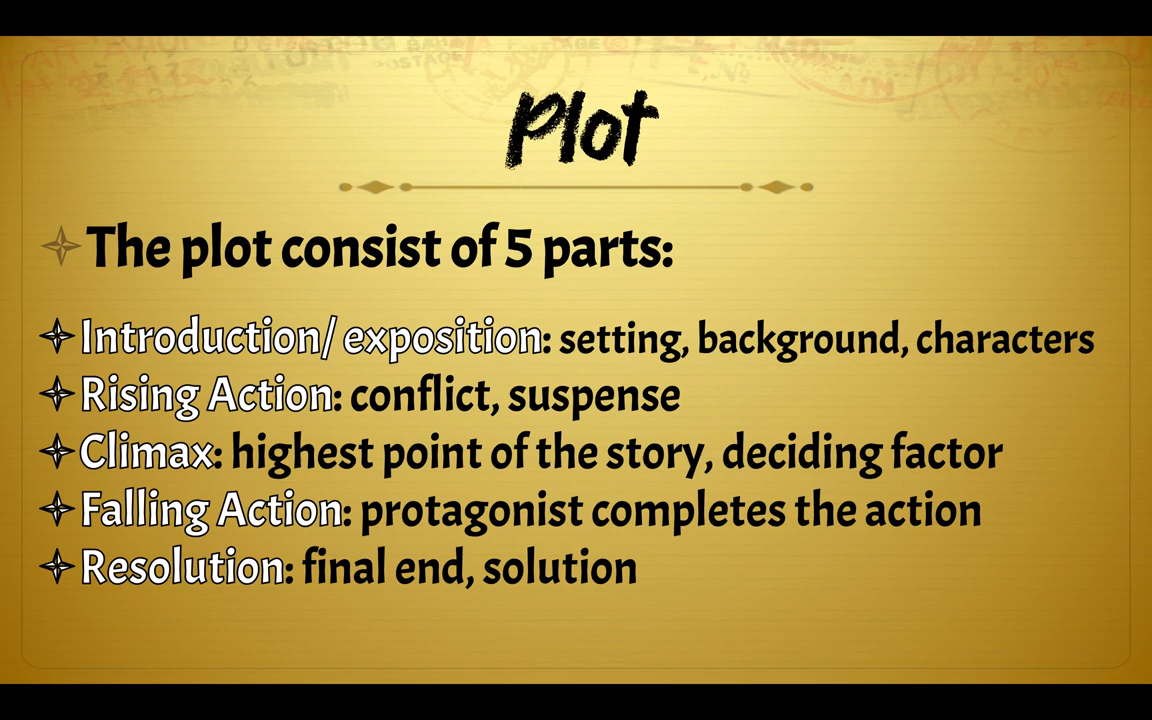 Plot
The plot consist of 5 parts:
Introduction/ exposition: setting, background, characters
Rising Action: conflict, suspense
Climax: highest point of the story, deciding factor
Falling Action: protagonist completes the action
Resolution: final end, solution